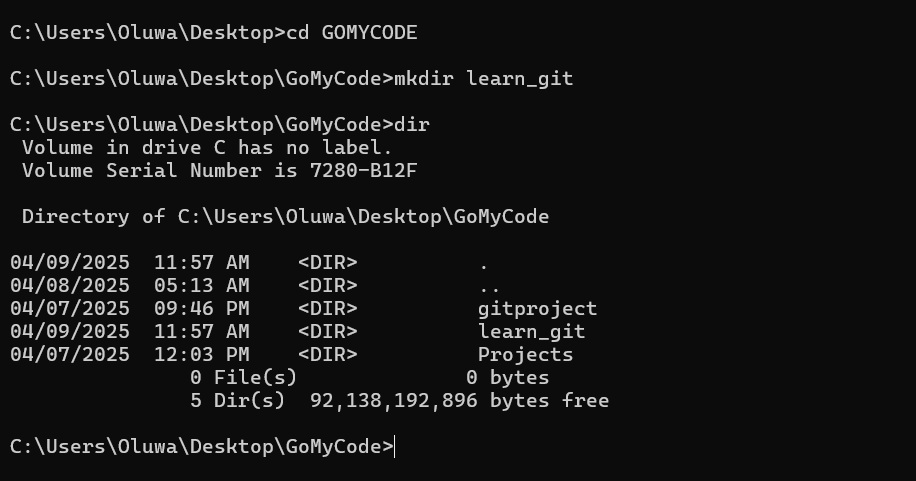 C:\Users\Oluwa\Desktop>cd GOMYCODE
C:\Users\Oluwa\Desktop\GoMyCode>mkdir learn_git
C:\Users\Oluwa\Desktop\GoMyCode>dir
 Volume in drive C has no label.
 Volume Serial Number is 7280-B12F
 Directory of C:\Users\Oluwa\Desktop\GoMyCode
04/09/2025  11:57 AM    <DIR>          .
04/08/2025  05:13 AM    <DIR>          ..
04/07/2025  09:46 PM    <DIR>          gitproject
04/09/2025  11:57 AM    <DIR>          learn_git
04/07/2025  12:03 PM    <DIR>          Projects
               0 File(s)              0 bytes
               5 Dir(s)  92,138,192,896 bytes free
C:\Users\Oluwa\Desktop\GoMyCode>